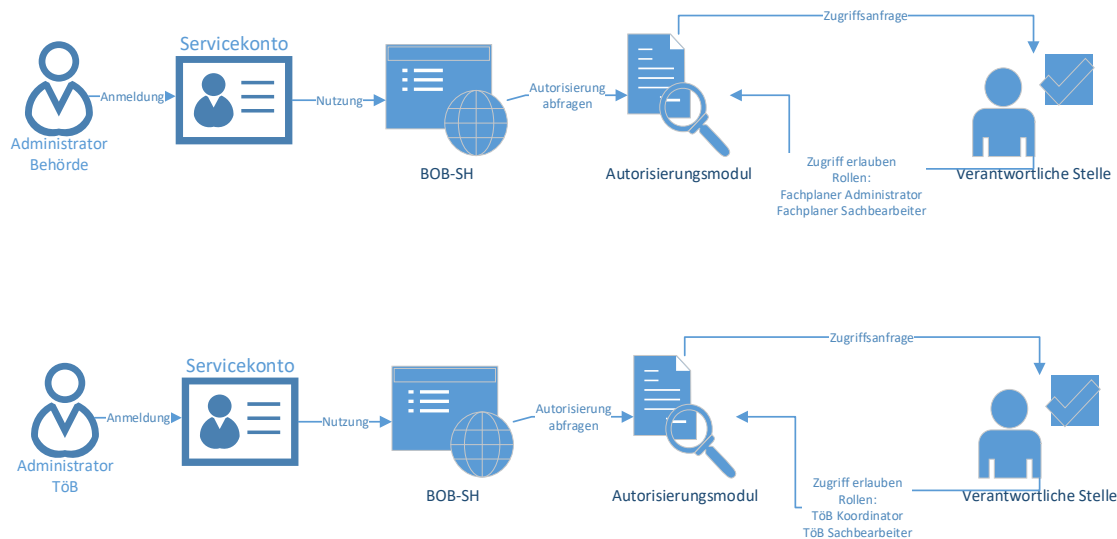 Zugriffsanfrage
Servicekonto
Anmeldung
Nutzung
Autorisierung
abfragen
Administrator
Behörde
BOB-SH
Autorisierungsmodul
Zugriff erlauben
Rollen:
Fachplaner Administrator
Fachplaner Sachbearbeiter
Verantwortliche Stelle
Zugriffsanfrage
Servicekonto
Anmeldung
Nutzung
Autorisierung
abfragen
Administrator
TöB
BOB-SH
Autorisierungsmodul
Zugriff erlauben
Rollen:
TöB Koordinator
TöB Sachbearbeiter
Verantwortliche Stelle